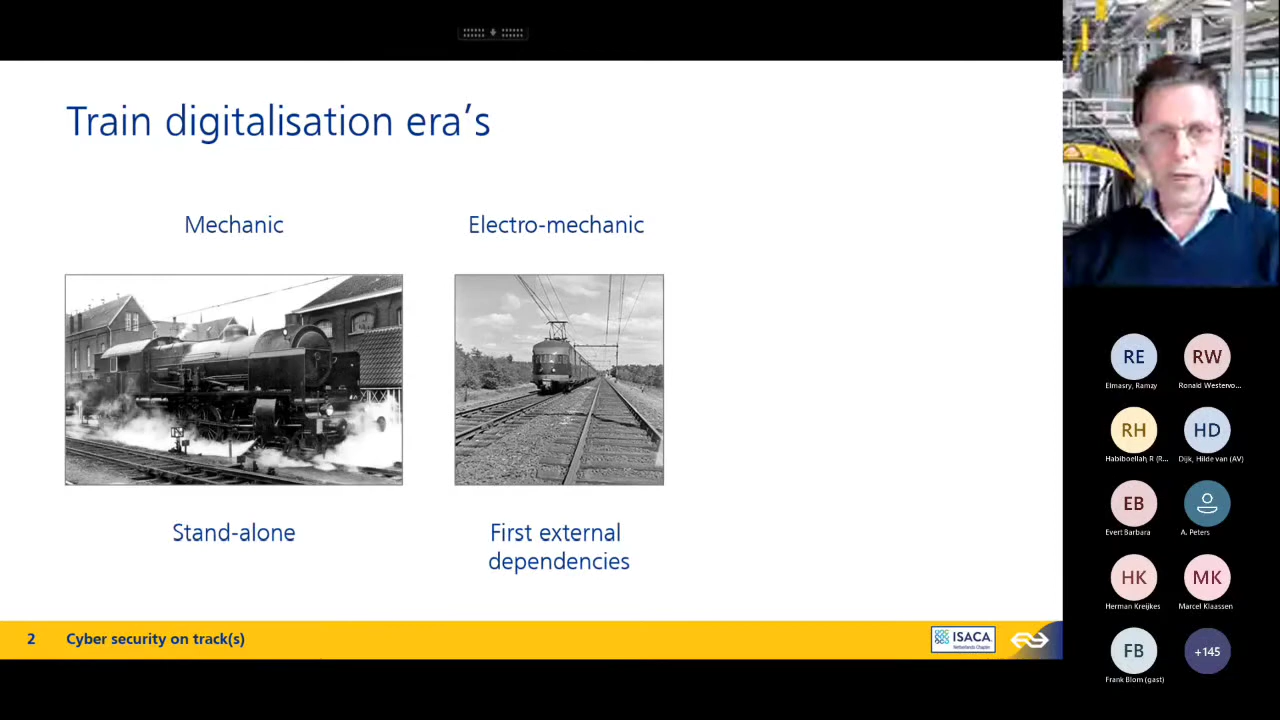 Train digitalisation era's
Mechanic
Electro-mechanic
Stand-alone
First external
dependencies
2
Cyber security on track(s)
ISACA
Netherlands Chapter
RE
RW
Elmasry, Ramzy
Ronald Westervo...
RH
HD
Habiboellah, R (R...
Dijk, Hilde van (AV)
EB
Evert Barbara
A. Peters
HK
MK
Herman Kreijkes
Marcel Klaassen
FB
+145
Frank Blom (gast)